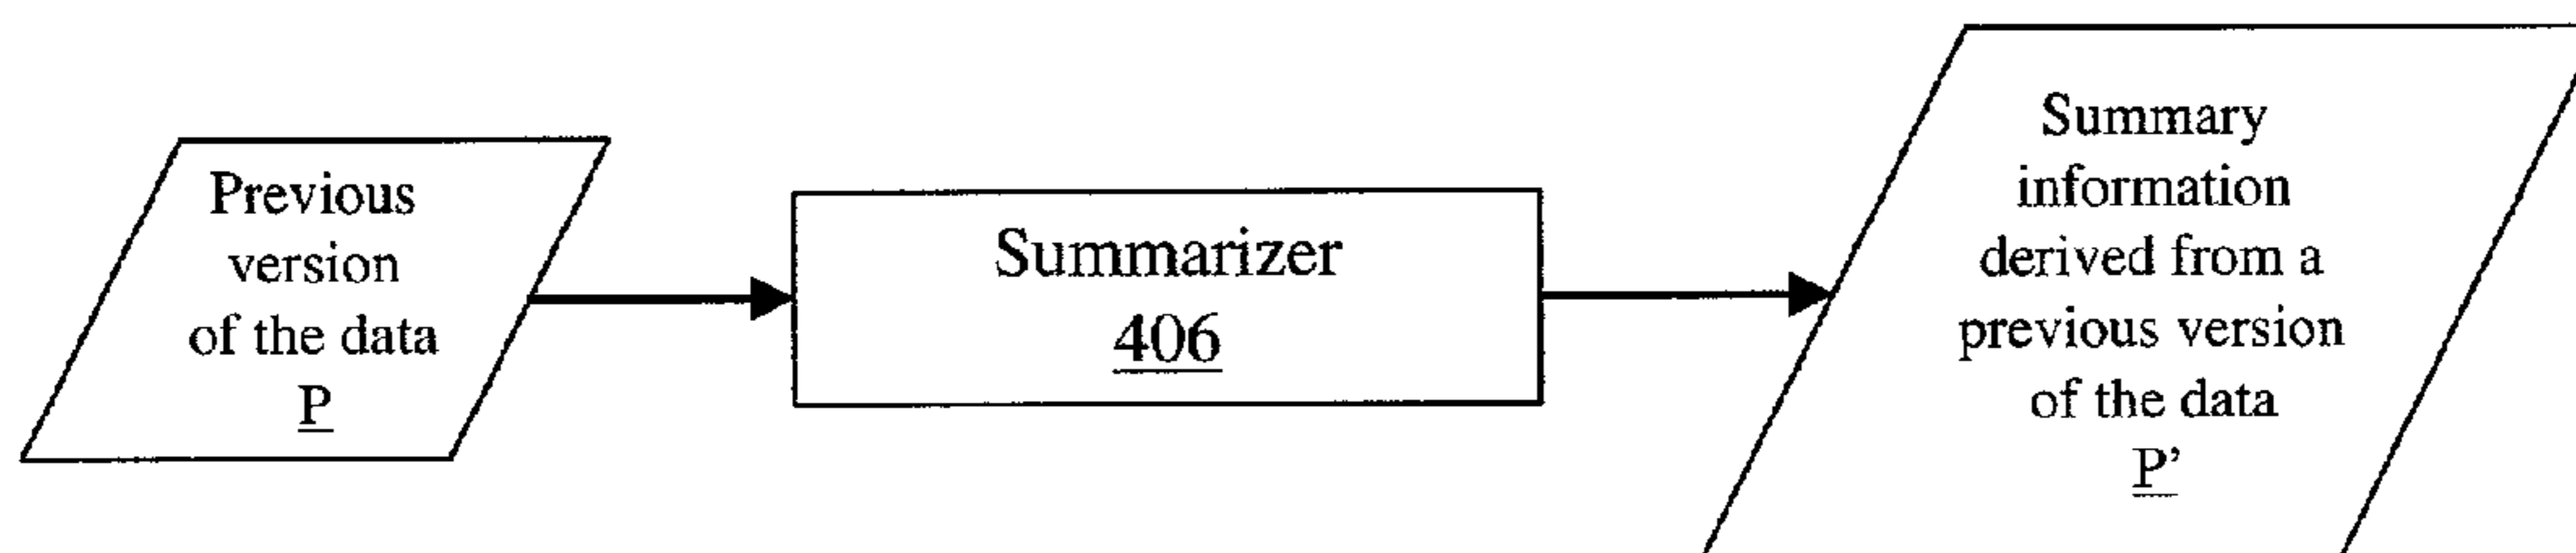 Previous
version
of the data
P
Summarizer
406
Summary
information
derived from a
previous version
of the data
P'